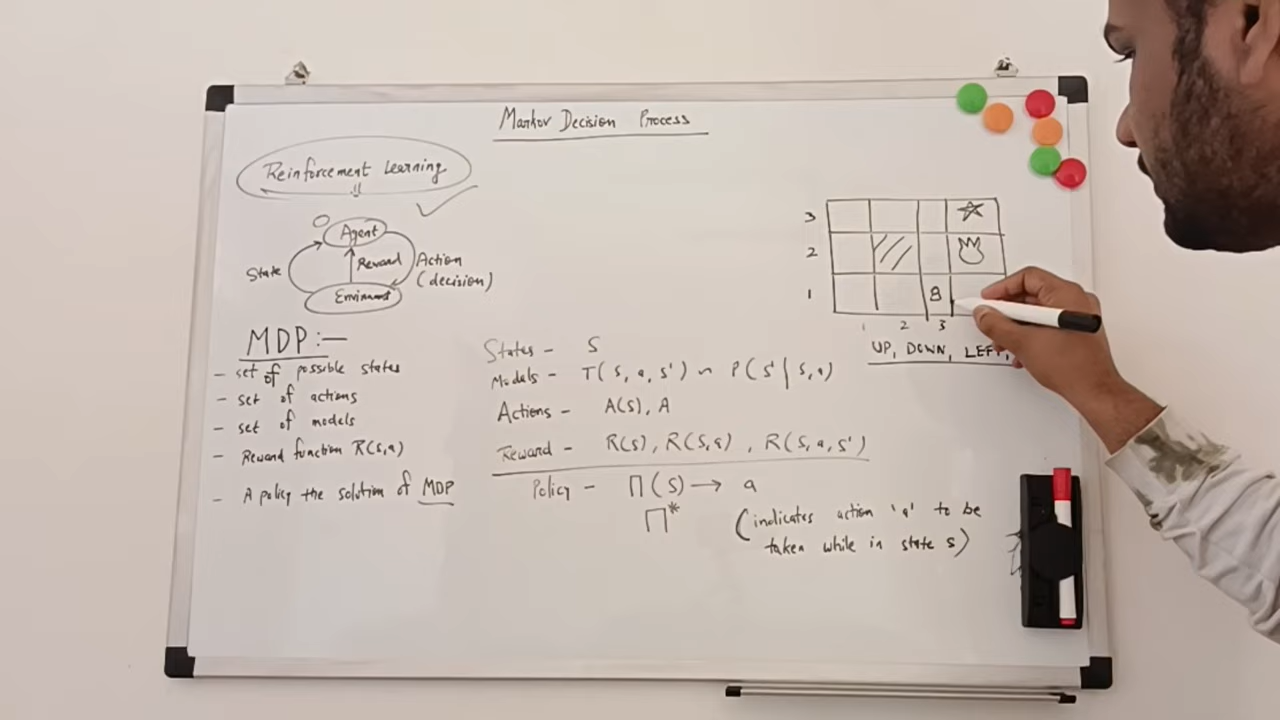 Markov Decision Process
Reinforcement Learning
Agent
State
Reward
Action
(decision)
MDP:-
- set of possible states
- set of actions
- set of models
- Reward function R(s,a)
- A policy the solution of MDP
States - S
Models - T(s, a, s') ~ P(s' | s, a)
Actions - A(s), A
Reward - R(s), R(s,a), R(s, a, s')
Policy - Π(s) → a
Π*
(indicates action 'a' to be
taken while in state s)
3
2
1
8
1 2 3
UP, DOWN, LEFT,